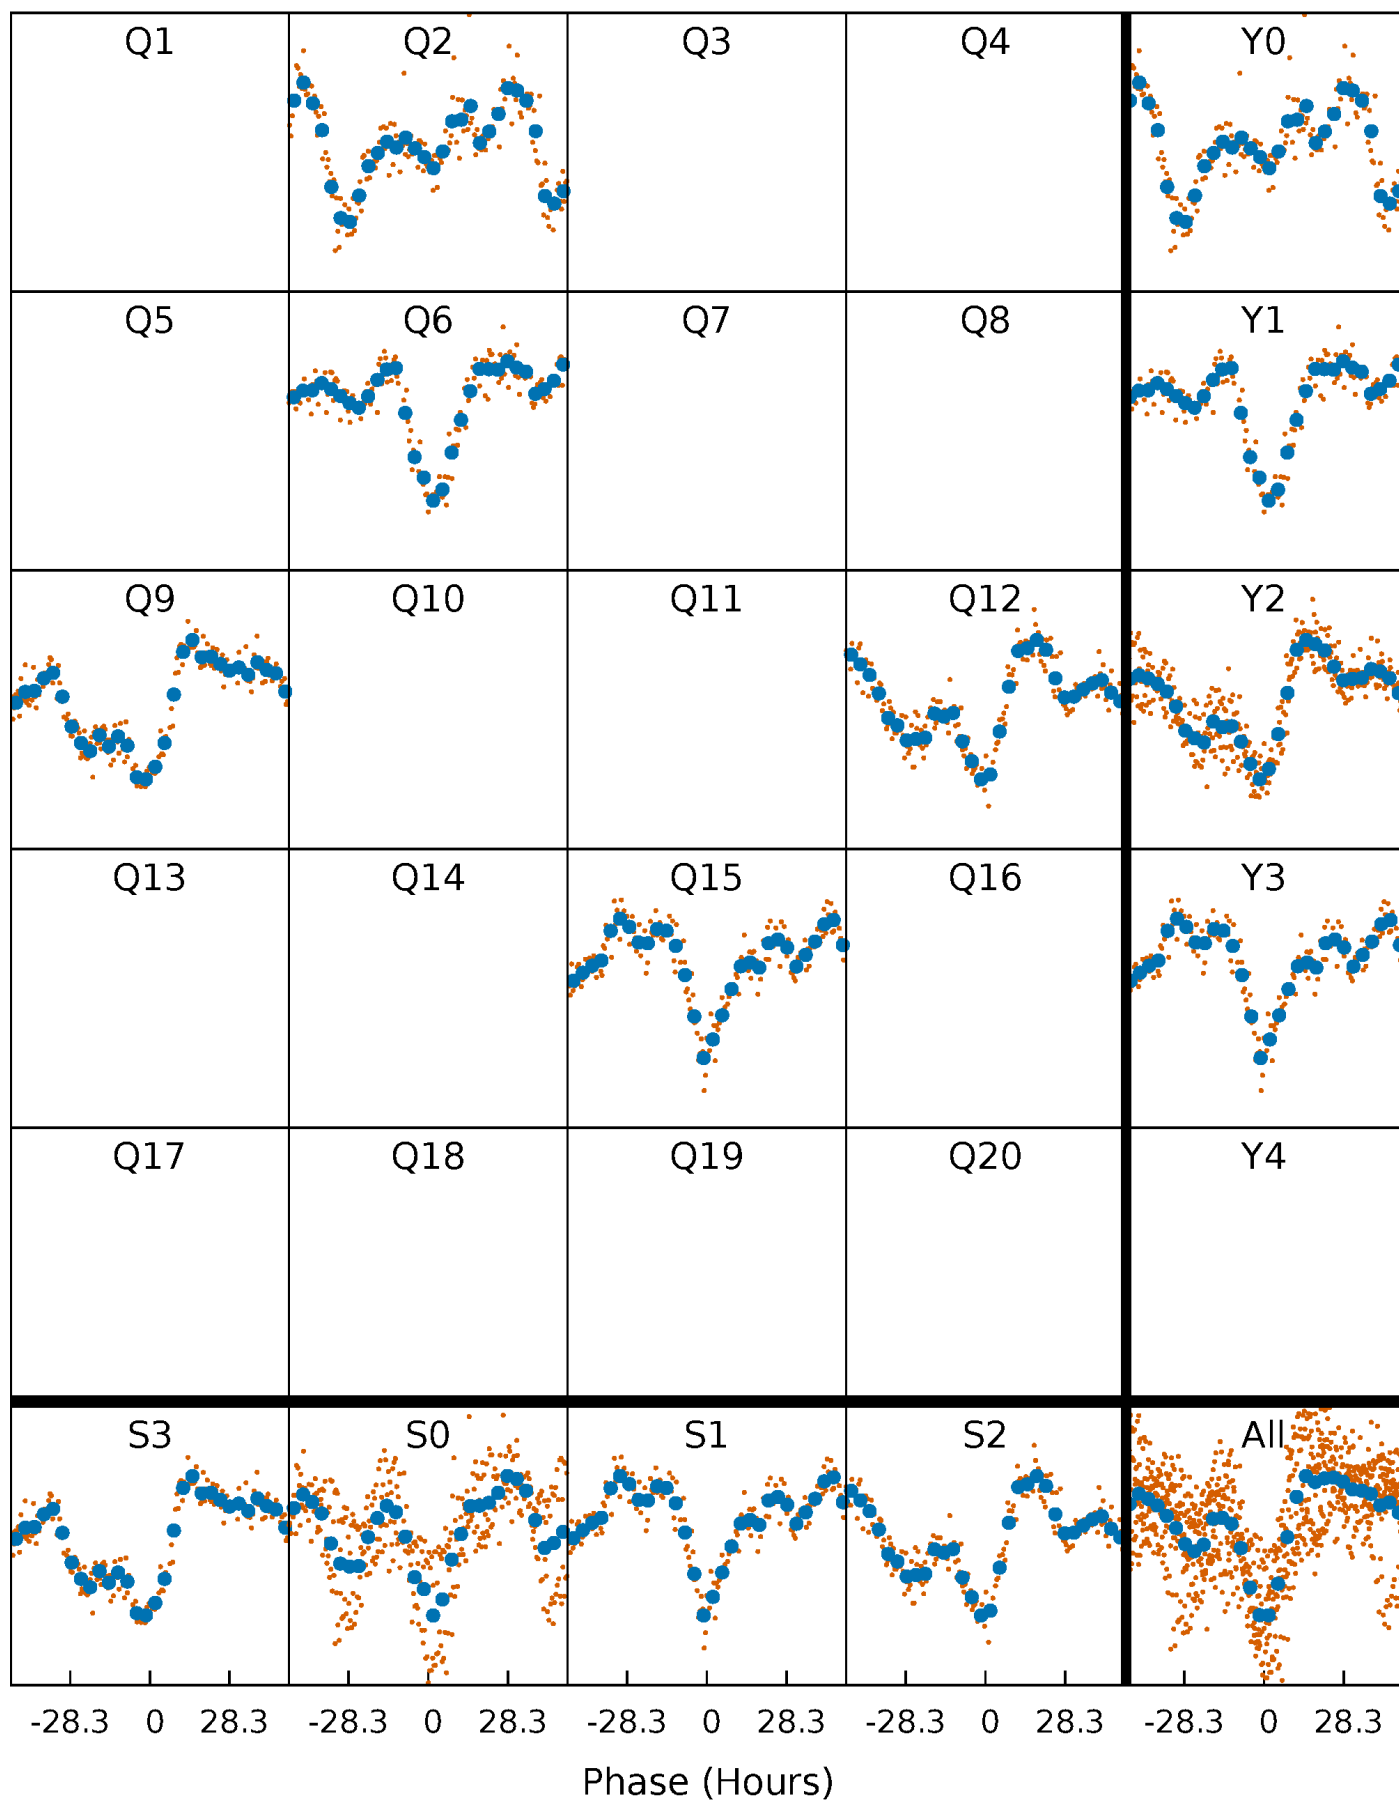 Q1 Q2 Q3 Q4 Y0
Q5 Q6 Q7 Q8 Y1
Q9 Q10 Q11 Q12 Y2
Q13 Q14 Q15 Q16 Y3
Q17 Q18 Q19 Q20 Y4
S3 S0 S1 S2 All
-28.3 0 28.3 -28.3 0 28.3 -28.3 0 28.3 -28.3 0 28.3 -28.3 0 28.3
Phase (Hours)